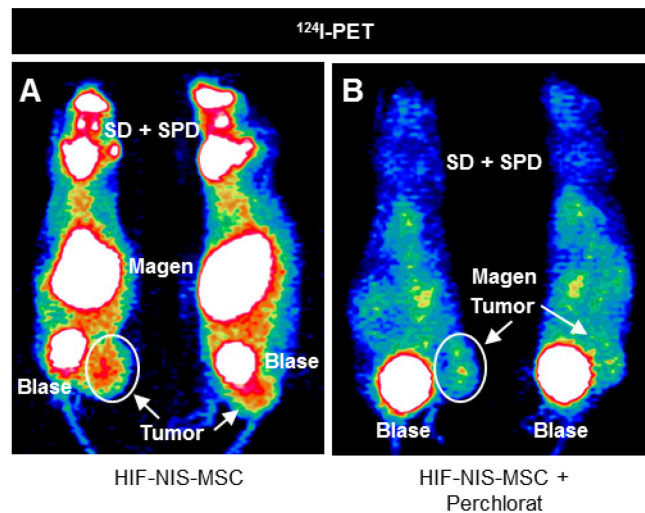 ¹²⁴I-PET
A
SD + SPD
Magen
Blase
Blase
Tumor
HIF-NIS-MSC
B
SD + SPD
Magen
Tumor
Blase
Blase
HIF-NIS-MSC +
Perchlorat